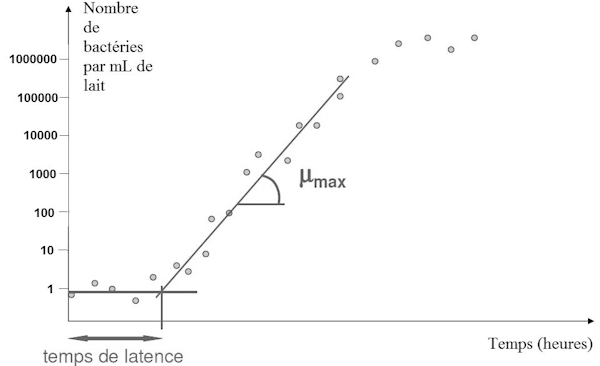 Nombre
de
bactéries
par mL de
lait
1000000
100000
10000
1000
100
10
1
μmax
Temps (heures)
temps de latence